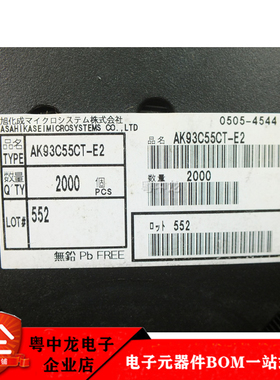 旭化成マイクロシステム株式会社
ASAHI KASEI MICROSYSTEMS CO., LTD
0505-4544
品名 TYPE AK93C55CT-E2
品名 AK93C55CT-E2
数量 Q'TY 2000 個 PCS
数量 2000
LOT# 552
ロット 552
無鉛 Pb FREE
粤中龙电子
企业店铺
电子元器件BOM一站式